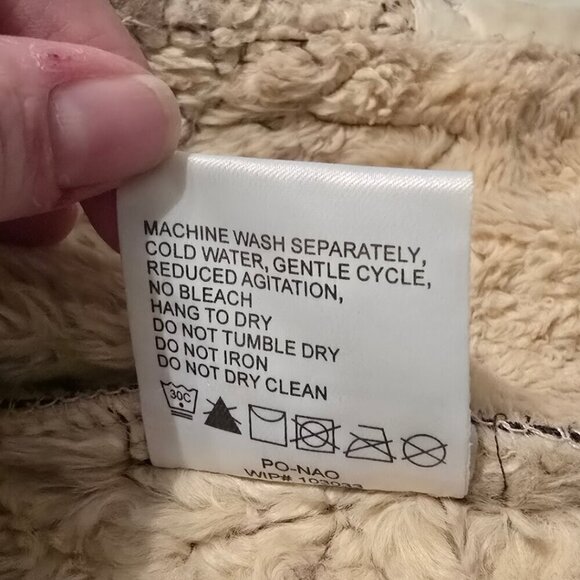 MACHINE WASH SEPARATELY,
COLD WATER, GENTLE CYCLE,
REDUCED AGITATION,
NO BLEACH
HANG TO DRY
DO NOT TUMBLE DRY
DO NOT IRON
DO NOT DRY CLEAN
30C
PO-NAO
WIP#